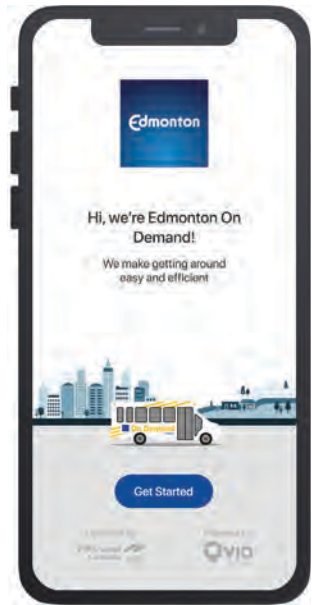 Edmonton
Hi, we're Edmonton On
Demand!
We make getting around
easy and efficient
On Demand
Get Started
via